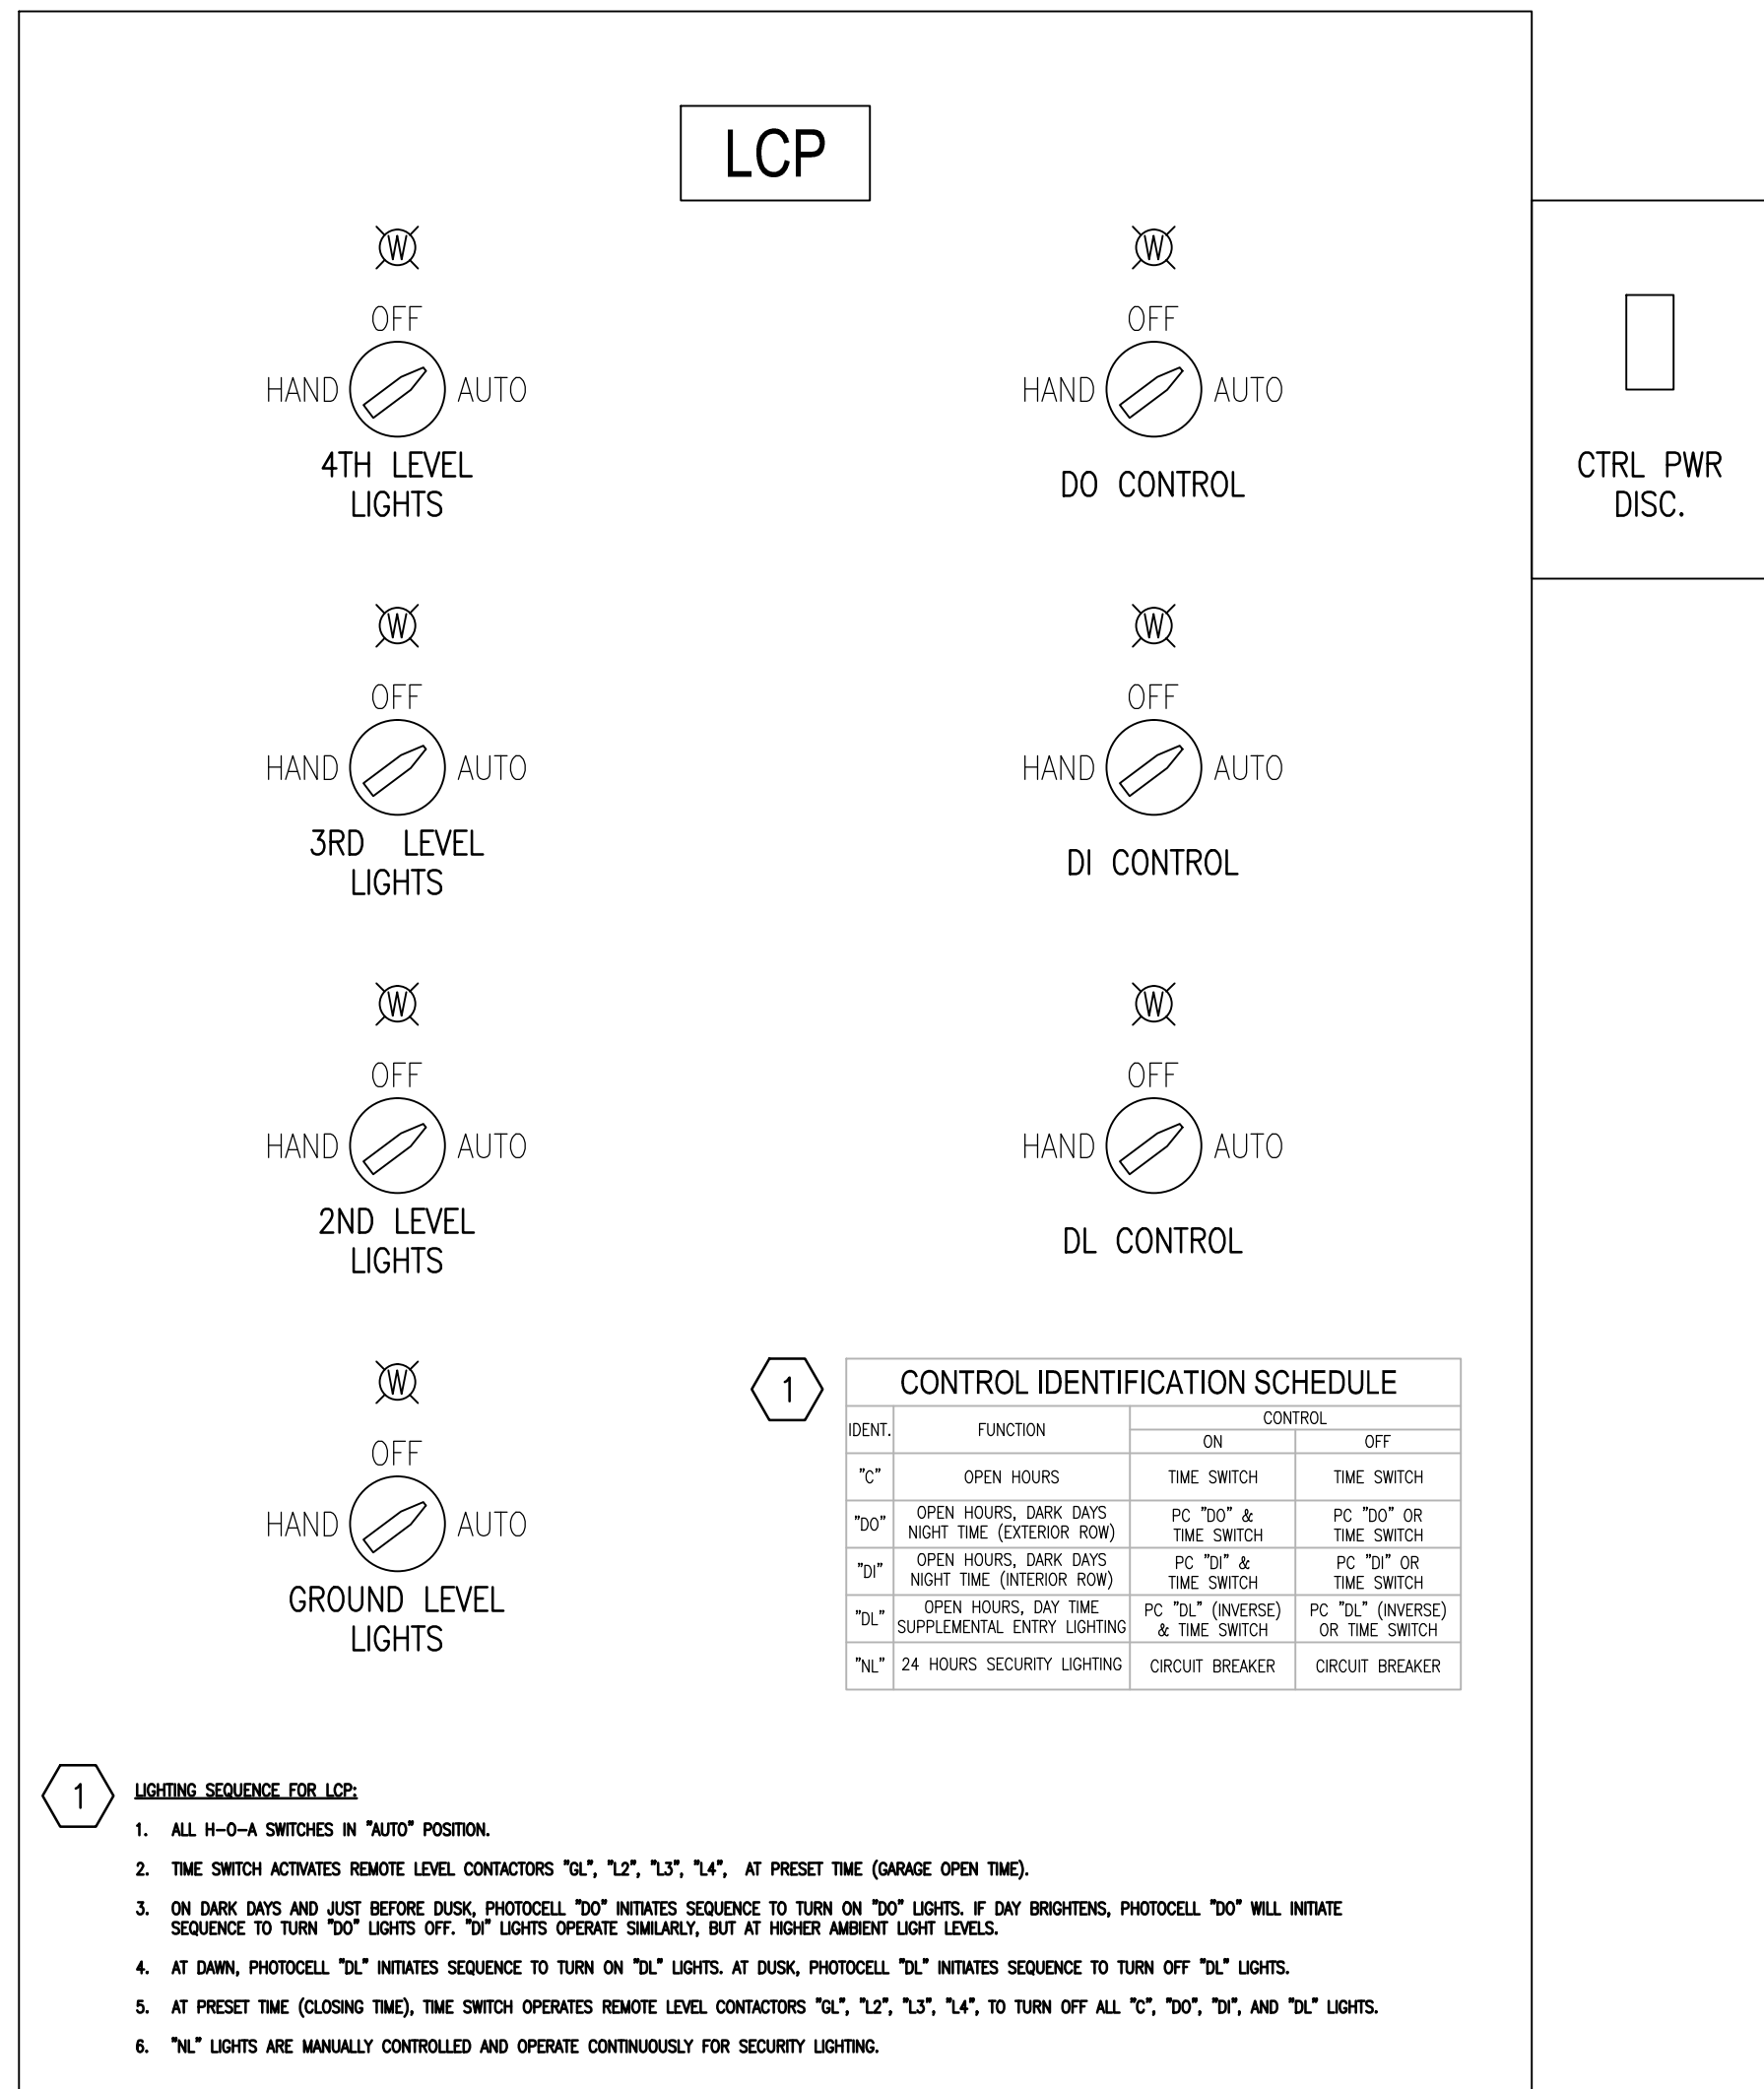 LCP
W
OFF
HAND AUTO
4TH LEVEL
LIGHTS
W
OFF
HAND AUTO
DO CONTROL
CTRL PWR
DISC.
W
OFF
HAND AUTO
3RD LEVEL
LIGHTS
W
OFF
HAND AUTO
DI CONTROL
W
OFF
HAND AUTO
2ND LEVEL
LIGHTS
W
OFF
HAND AUTO
DL CONTROL
W
OFF
HAND AUTO
GROUND LEVEL
LIGHTS
1
CONTROL IDENTIFICATION SCHEDULE
IDENT. FUNCTION CONTROL
ON OFF
"C" OPEN HOURS TIME SWITCH TIME SWITCH
"DO" OPEN HOURS, DARK DAYS
NIGHT TIME (EXTERIOR ROW)
PC "DO" &
TIME SWITCH
PC "DO" OR
TIME SWITCH
"DI" OPEN HOURS, DARK DAYS
NIGHT TIME (INTERIOR ROW)
PC "DI" &
TIME SWITCH
PC "DI" OR
TIME SWITCH
"DL" OPEN HOURS, DAY TIME
SUPPLEMENTAL ENTRY LIGHTING
PC "DL" (INVERSE)
& TIME SWITCH
PC "DL" (INVERSE)
OR TIME SWITCH
"NL" 24 HOURS SECURITY LIGHTING CIRCUIT BREAKER CIRCUIT BREAKER
1
LIGHTING SEQUENCE FOR LCP:
1. ALL H-O-A SWITCHES IN "AUTO" POSITION.
2. TIME SWITCH ACTIVATES REMOTE LEVEL CONTACTORS "GL", "L2", "L3", "L4", AT PRESET TIME (GARAGE OPEN TIME).
3. ON DARK DAYS AND JUST BEFORE DUSK, PHOTOCELL "DO" INITIATES SEQUENCE TO TURN ON "DO" LIGHTS. IF DAY BRIGHTENS, PHOTOCELL "DO" WILL INITIATE
SEQUENCE TO TURN "DO" LIGHTS OFF. "DI" LIGHTS OPERATE SIMILARLY, BUT AT HIGHER AMBIENT LIGHT LEVELS.
4. AT DAWN, PHOTOCELL "DL" INITIATES SEQUENCE TO TURN ON "DL" LIGHTS. AT DUSK, PHOTOCELL "DL" INITIATES SEQUENCE TO TURN OFF "DL" LIGHTS.
5. AT PRESET TIME (CLOSING TIME), TIME SWITCH OPERATES REMOTE LEVEL CONTACTORS "GL", "L2", "L3", "L4", TO TURN OFF ALL "C", "DO", "DI", AND "DL" LIGHTS.
6. "NL" LIGHTS ARE MANUALLY CONTROLLED AND OPERATE CONTINUOUSLY FOR SECURITY LIGHTING.